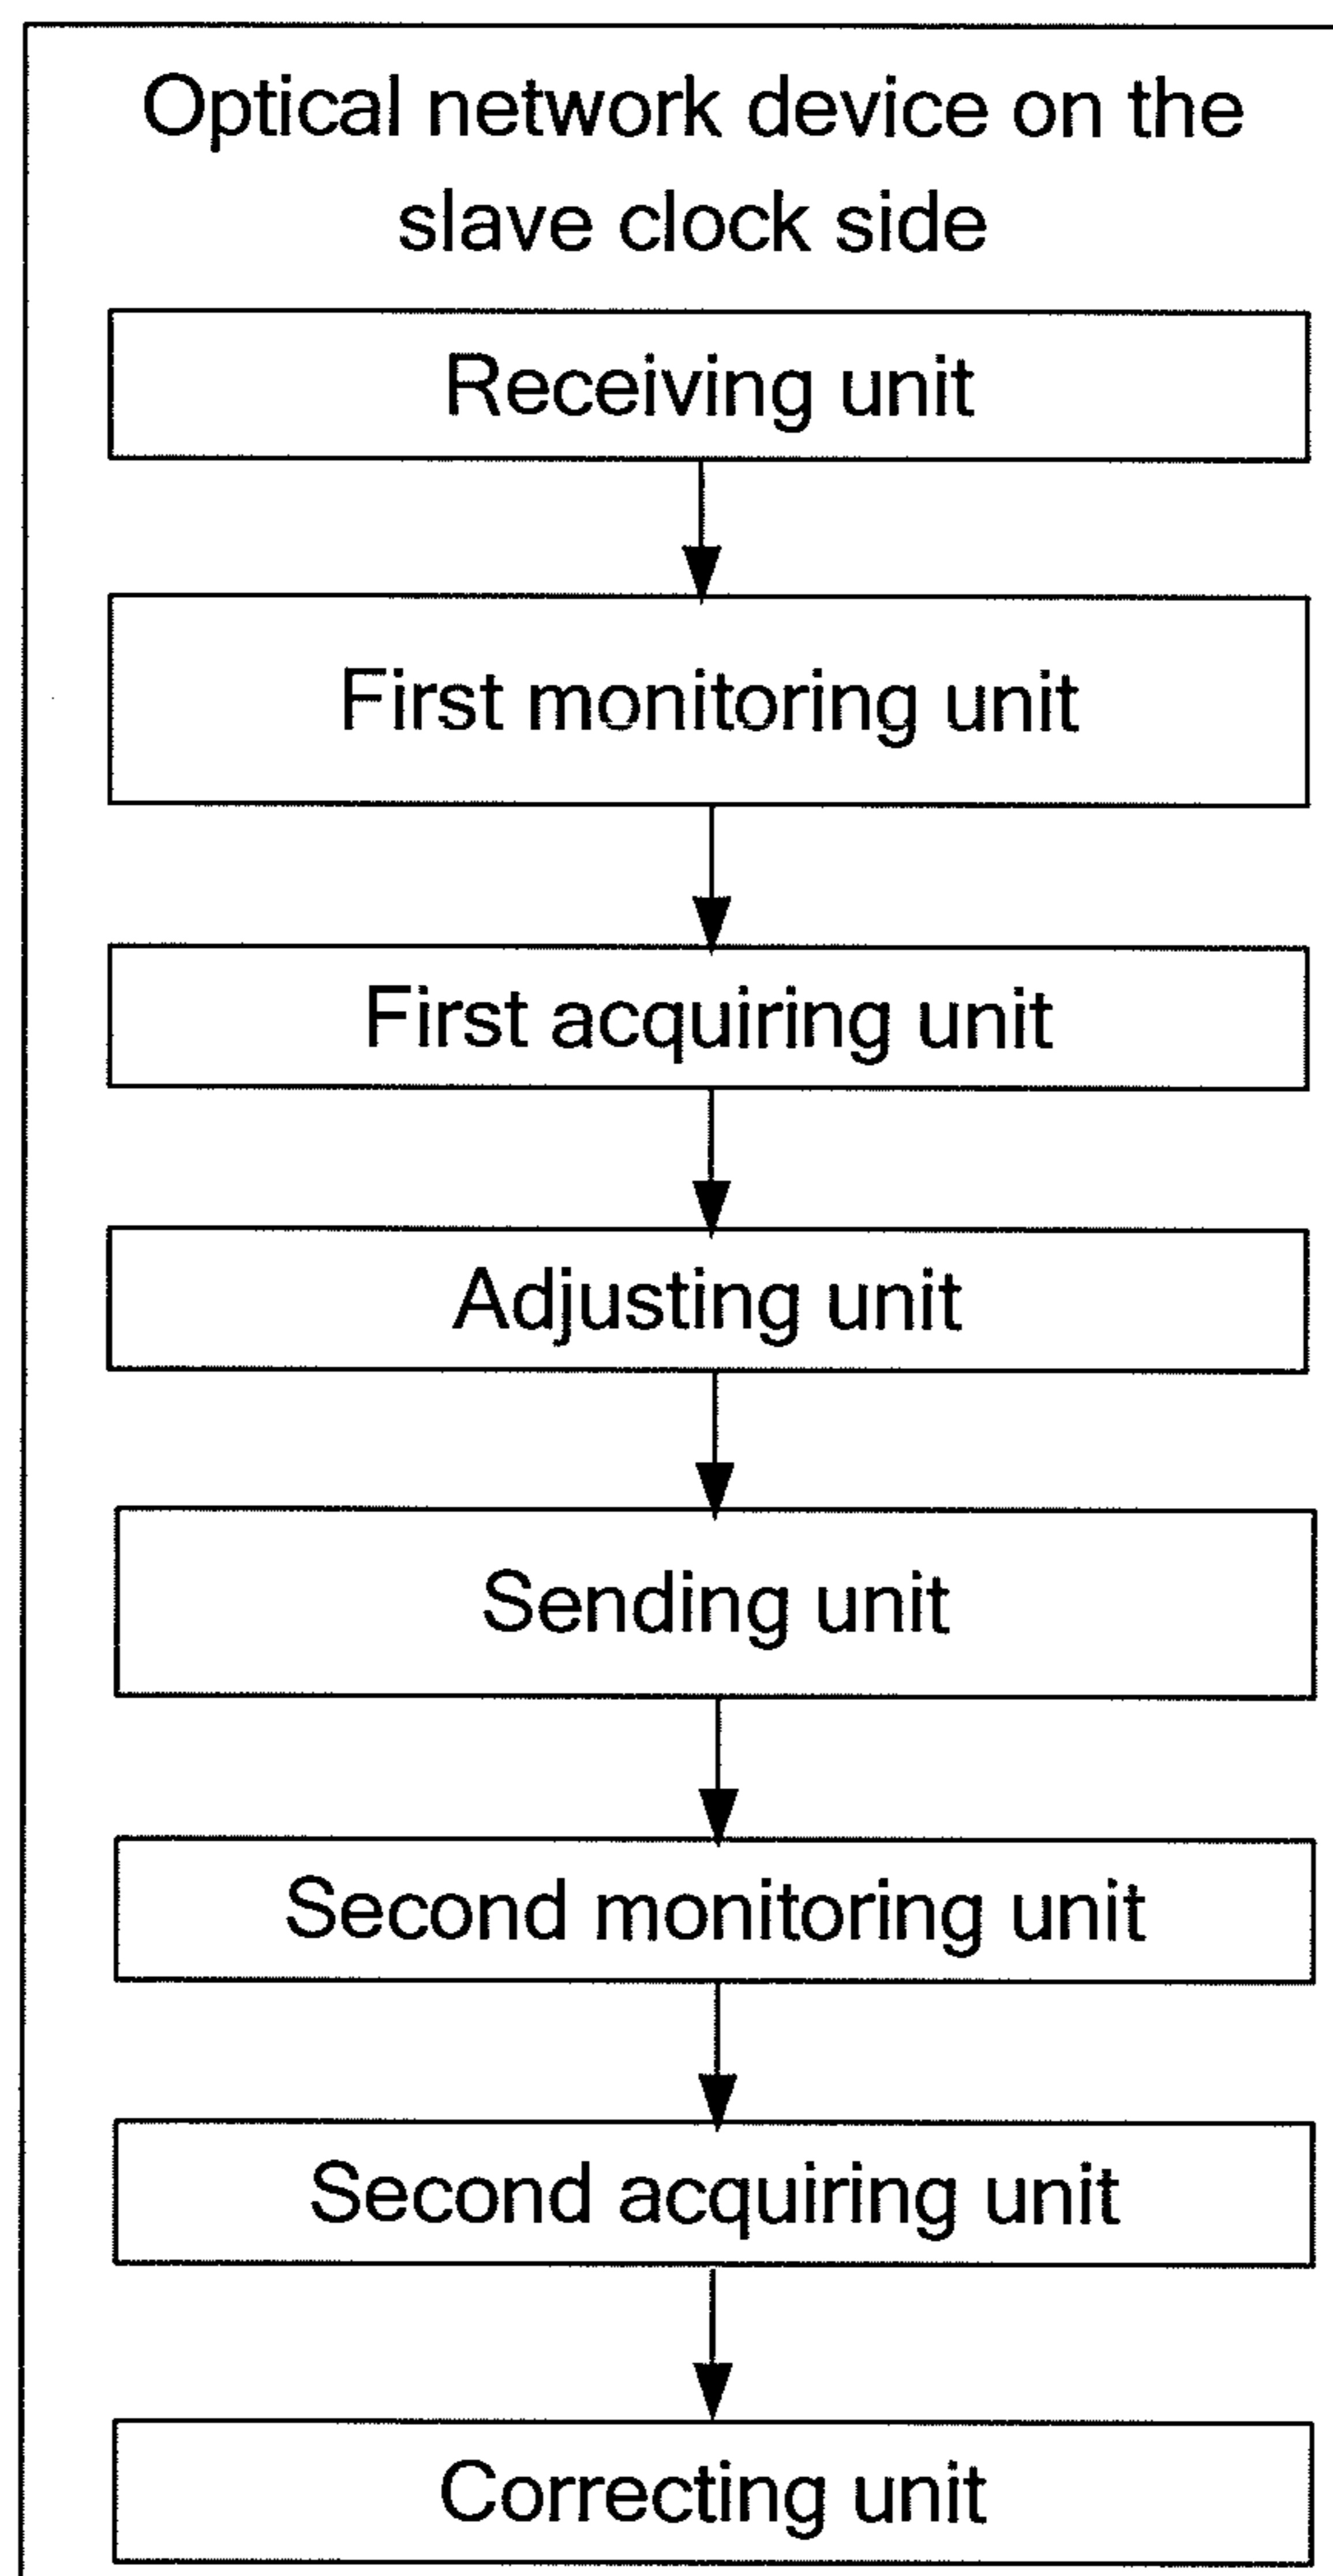 Optical network device on the
slave clock side
Receiving unit
First monitoring unit
First acquiring unit
Adjusting unit
Sending unit
Second monitoring unit
Second acquiring unit
Correcting unit